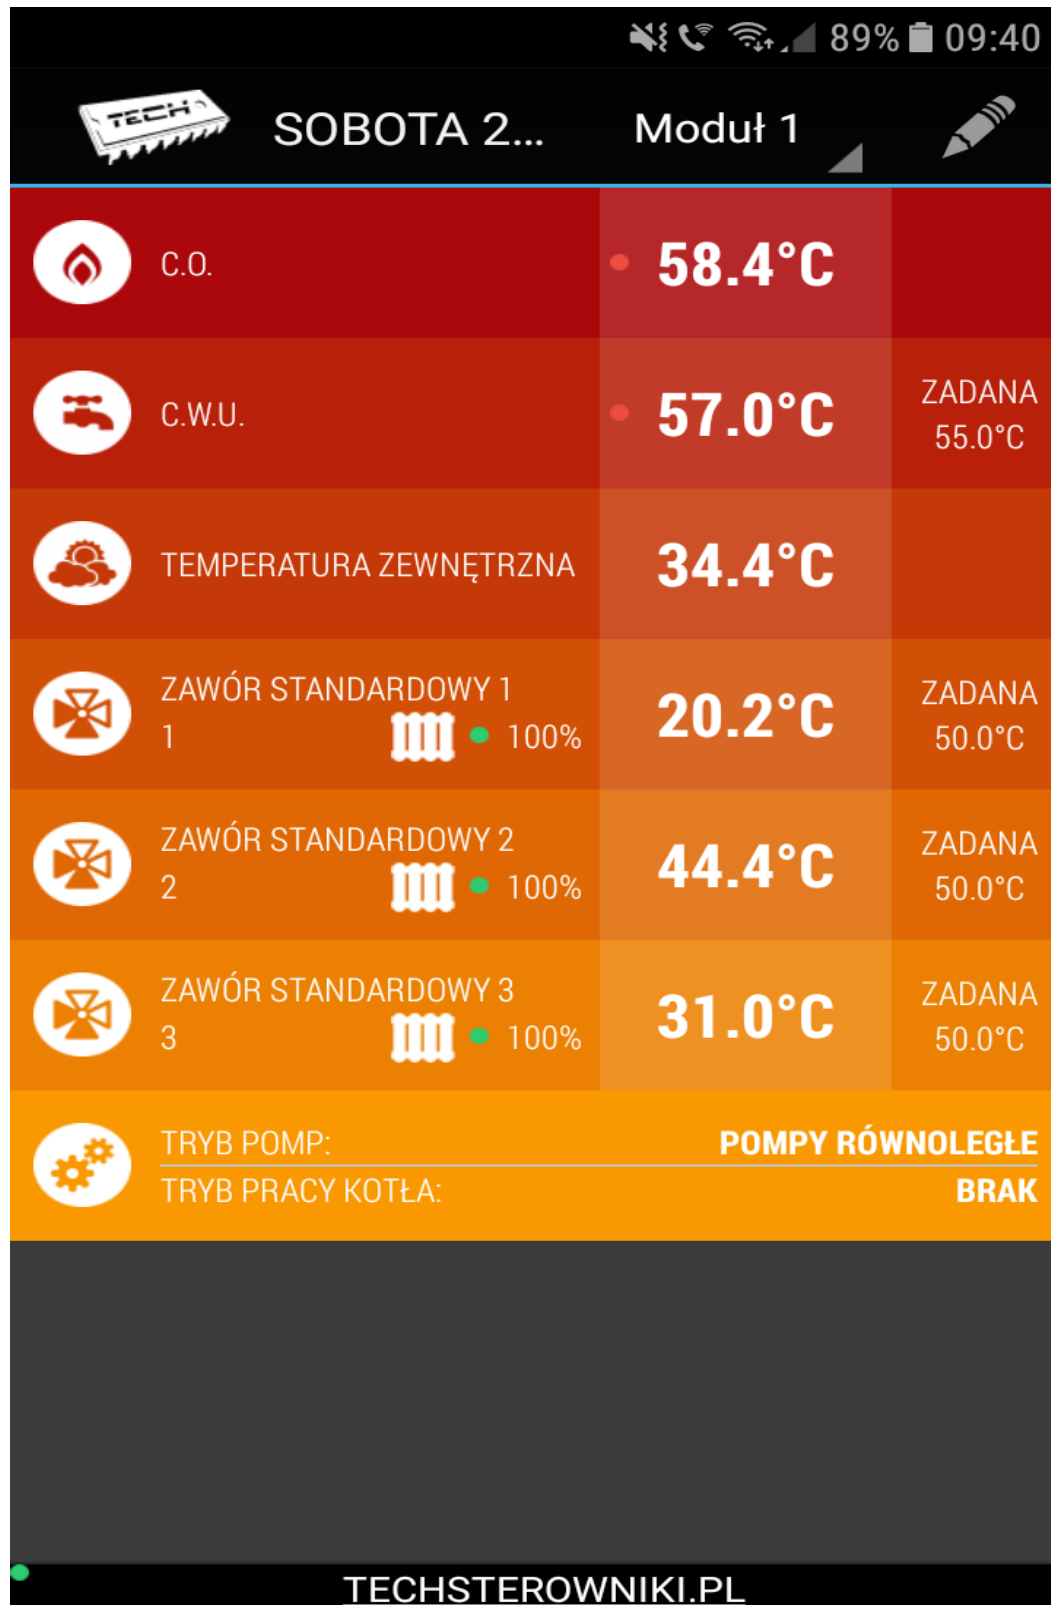 89% 09:40
TECH SOBOTA 2... Moduł 1
C.O. 58.4°C
C.W.U. 57.0°C ZADANA
55.0°C
TEMPERATURA ZEWNĘTRZNA 34.4°C
ZAWÓR STANDARDOWY 1 20.2°C ZADANA
1 100% 50.0°C
ZAWÓR STANDARDOWY 2 44.4°C ZADANA
2 100% 50.0°C
ZAWÓR STANDARDOWY 3 31.0°C ZADANA
3 100% 50.0°C
TRYB POMP: POMPY RÓWNOLEGŁE
TRYB PRACY KOTŁA: BRAK
TECHSTEROWNIKI.PL